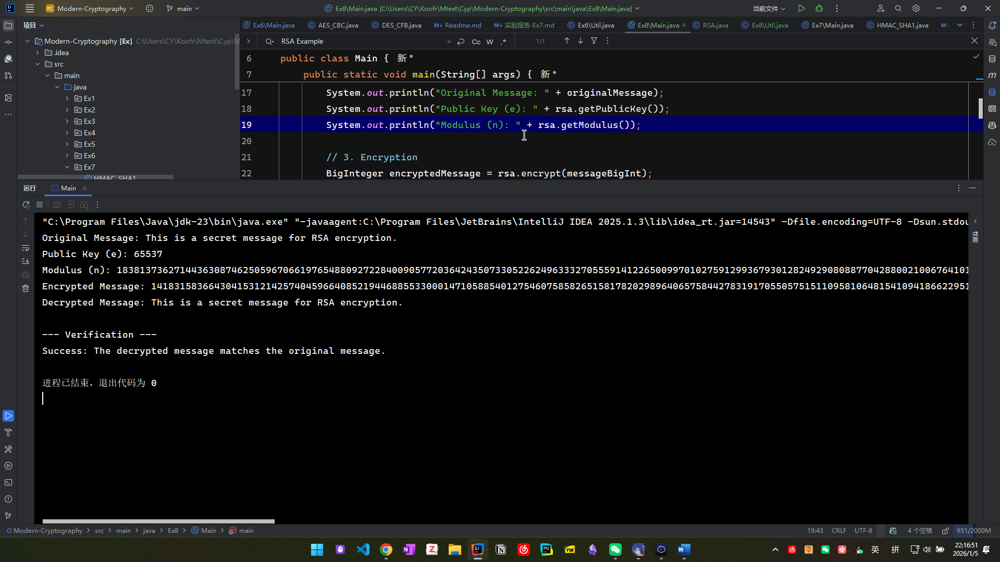 Modern-Cryptography
main
Ex8\Main.java [C:\Users\CY\Koofr\Mtext\Cyp\Modern-Cryptography\src\main\java\Ex8\Main.java]
当前文件
项目
Ex6\Main.java
AES_CBC.java
DES_CFB.java
Readme.md
实验报告-Ex7.md
Ex6\Util.java
Ex8\Main.java
RSA.java
Ex8\Util.java
Ex7\Main.java
HMAC_SHA1.java
Modern-Cryptography [Ex] C:\Users\CY\Koofr\Mtext\Cyp\M
.idea
src
main
java
Ex1
Ex2
Ex3
Ex4
Ex5
Ex6
Ex7
HMAC_SHA1
RSA Example
Cc
W
.*
1/1
6 public class Main { 新 *
7 public static void main(String[] args) { 新 *
17 System.out.println("Original Message: " + originalMessage);
18 System.out.println("Public Key (e): " + rsa.getPublicKey());
19 System.out.println("Modulus (n): " + rsa.getModulus());
20
21 // 3. Encryption
22 BigInteger encryptedMessage = rsa.encrypt(messageBigInt);
运行
Main
"C:\Program Files\Java\jdk-23\bin\java.exe" "-javaagent:C:\Program Files\JetBrains\IntelliJ IDEA 2025.1.3\lib\idea_rt.jar=14543" -Dfile.encoding=UTF-8 -Dsun.stdou
Original Message: This is a secret message for RSA encryption.
Public Key (e): 65537
Modulus (n): 18381373627144363087462505967066197654880927228400905772036424350733052262496333270555914122650099701027591299367930128249290808877042880021006764101
Encrypted Message: 14183158366430415312142574045966408521944688553300014710588540127546075858265158178202989640657584427831917055057515110958106481541094186622951
Decrypted Message: This is a secret message for RSA encryption.
--- Verification ---
Success: The decrypted message matches the original message.
进程已结束，退出代码为 0
性能
Modern-Cryptography > src > main > java > Ex8 > Main > main
19:43
CRLF
UTF-8
4 个空格
951/2000M
英
拼
22:16:51
2026/1/5